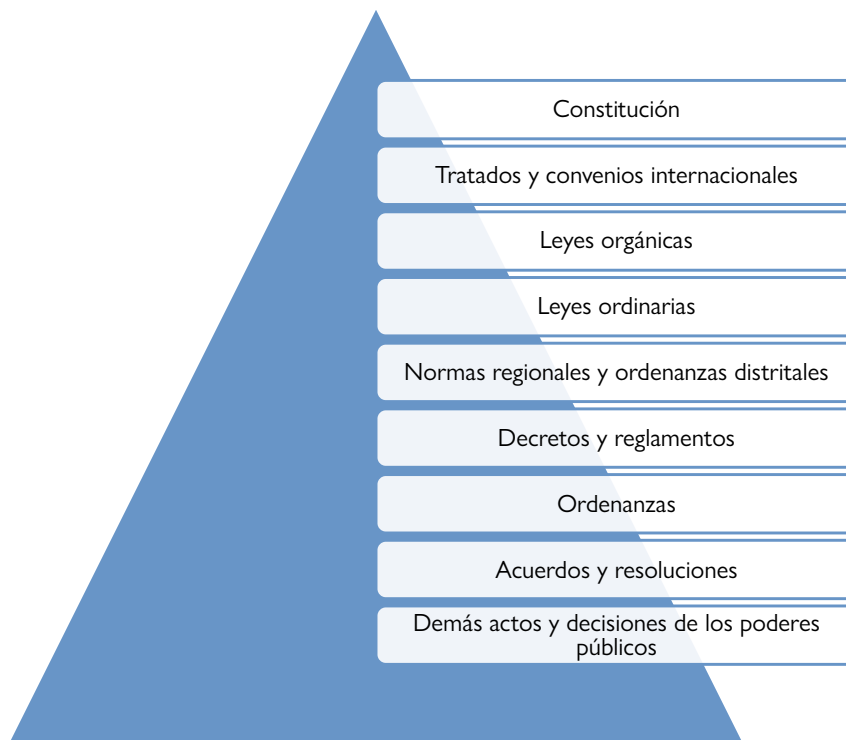 Constitución
Tratados y convenios internacionales
Leyes orgánicas
Leyes ordinarias
Normas regionales y ordenanzas distritales
Decretos y reglamentos
Ordenanzas
Acuerdos y resoluciones
Demás actos y decisiones de los poderes
públicos